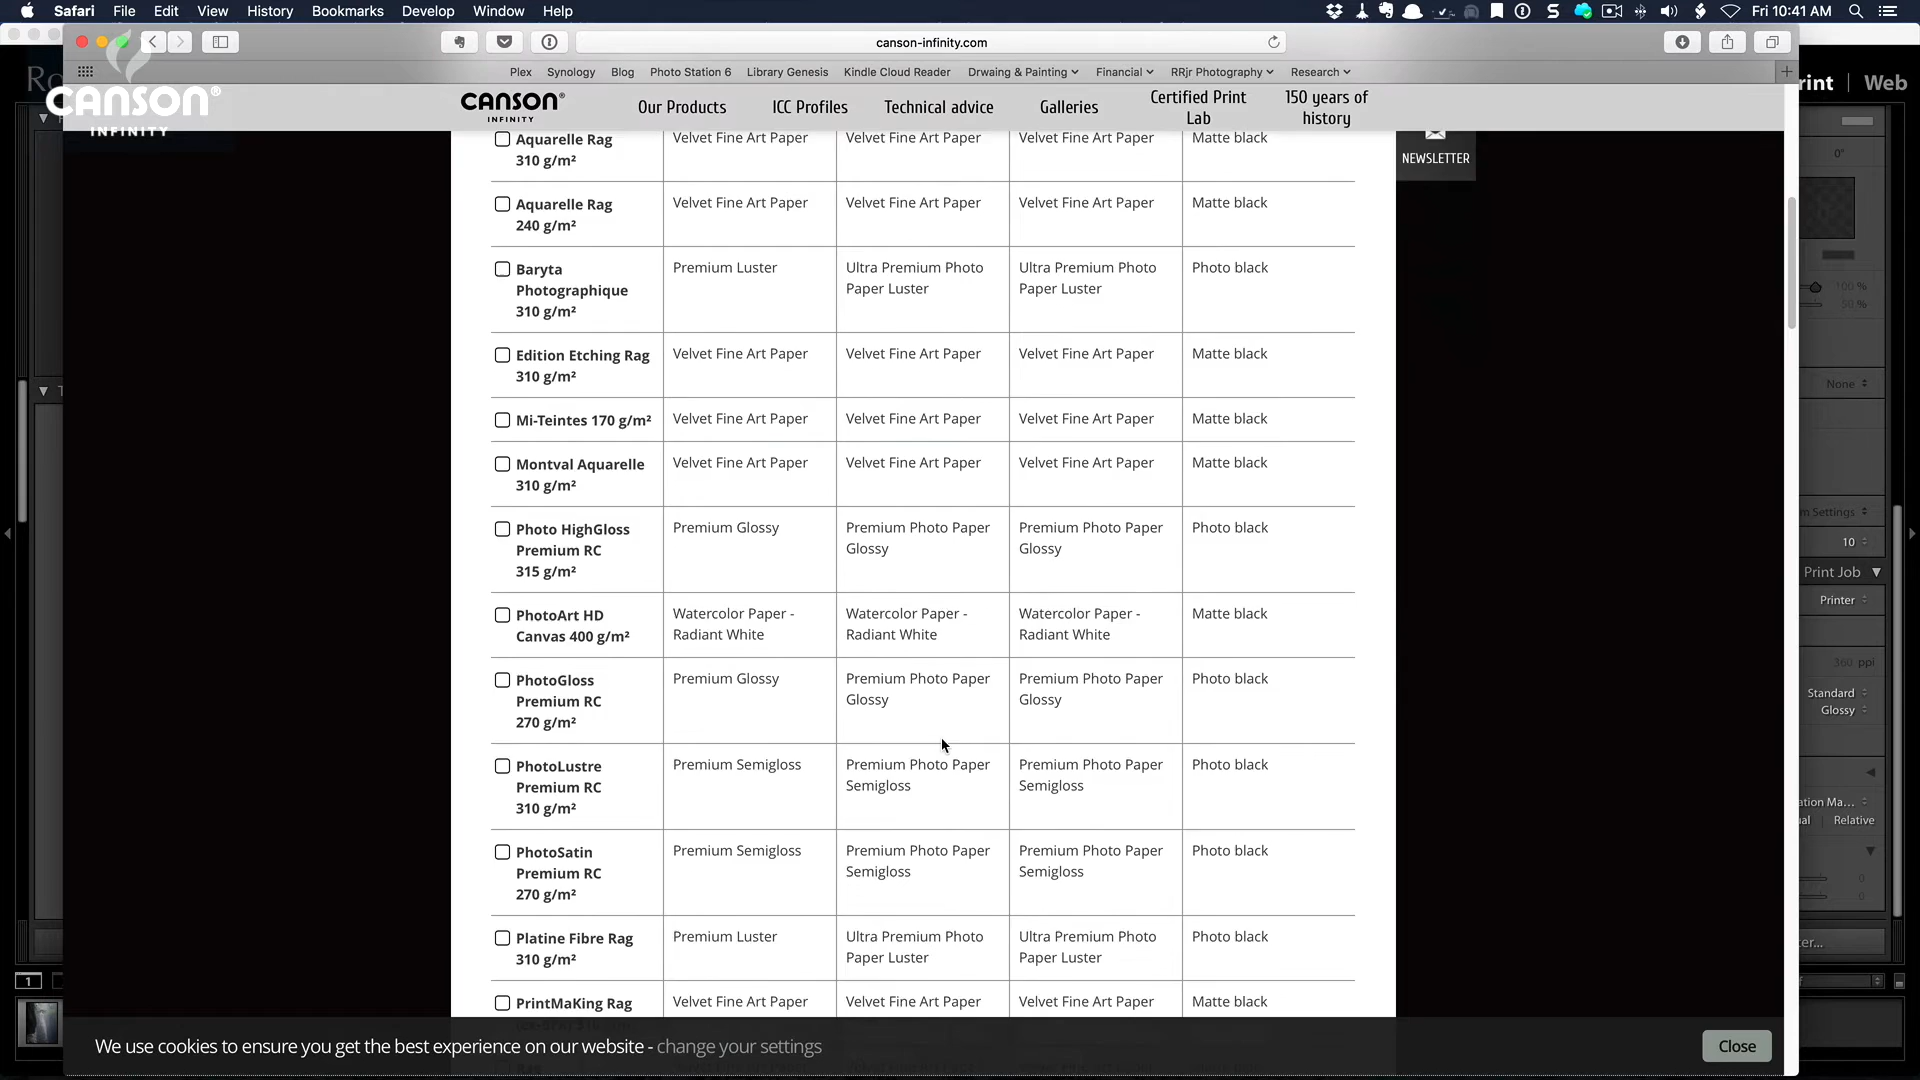 Safari File Edit View History Bookmarks Develop Window Help
Fri 10:41 AM
canson-infinity.com
Plex Synology Blog Photo Station 6 Library Genesis Kindle Cloud Reader Drwaing & Painting Financial RRjr Photography Research
Web
CANSON®
INFINITY
CANSON®
INFINITY
Our Products
ICC Profiles
Technical advice
Galleries
Certified Print
Lab
150 years of
history
NEWSLETTER
Aquarelle Rag
310 g/m²
Velvet Fine Art Paper
Velvet Fine Art Paper
Velvet Fine Art Paper
Matte black
Aquarelle Rag
240 g/m²
Velvet Fine Art Paper
Velvet Fine Art Paper
Velvet Fine Art Paper
Matte black
Baryta
Photographique
310 g/m²
Premium Luster
Ultra Premium Photo
Paper Luster
Ultra Premium Photo
Paper Luster
Photo black
Edition Etching Rag
310 g/m²
Velvet Fine Art Paper
Velvet Fine Art Paper
Velvet Fine Art Paper
Matte black
Mi-Teintes 170 g/m²
Velvet Fine Art Paper
Velvet Fine Art Paper
Velvet Fine Art Paper
Matte black
Montval Aquarelle
310 g/m²
Velvet Fine Art Paper
Velvet Fine Art Paper
Velvet Fine Art Paper
Matte black
Photo HighGloss
Premium RC
315 g/m²
Premium Glossy
Premium Photo Paper
Glossy
Premium Photo Paper
Glossy
Photo black
PhotoArt HD
Canvas 400 g/m²
Watercolor Paper -
Radiant White
Watercolor Paper -
Radiant White
Watercolor Paper -
Radiant White
Matte black
PhotoGloss
Premium RC
270 g/m²
Premium Glossy
Premium Photo Paper
Glossy
Premium Photo Paper
Glossy
Photo black
PhotoLustre
Premium RC
310 g/m²
Premium Semigloss
Premium Photo Paper
Semigloss
Premium Photo Paper
Semigloss
Photo black
PhotoSatin
Premium RC
270 g/m²
Premium Semigloss
Premium Photo Paper
Semigloss
Premium Photo Paper
Semigloss
Photo black
Platine Fibre Rag
310 g/m²
Premium Luster
Ultra Premium Photo
Paper Luster
Ultra Premium Photo
Paper Luster
Photo black
PrintMaKing Rag
Velvet Fine Art Paper
Velvet Fine Art Paper
Velvet Fine Art Paper
Matte black
We use cookies to ensure you get the best experience on our website - change your settings
Close
0°
100 %
50 %
None
Settings
10
Print Job
Printer
360 ppi
Standard
Glossy
Relative
0
0
1